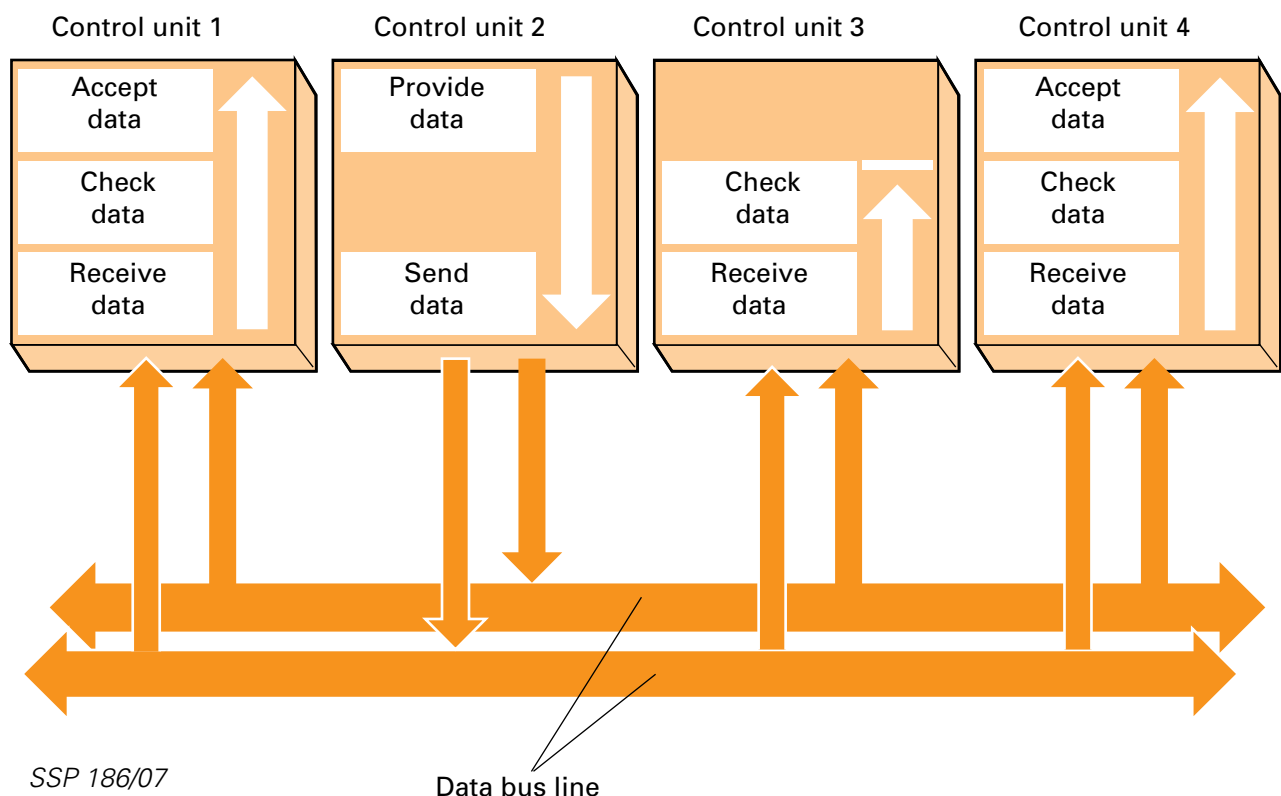 Control unit 1
Control unit 2
Control unit 3
Control unit 4
Accept
data
Check
data
Receive
data
Provide
data
Send
data
Check
data
Receive
data
Accept
data
Check
data
Receive
data
SSP 186/07
Data bus line